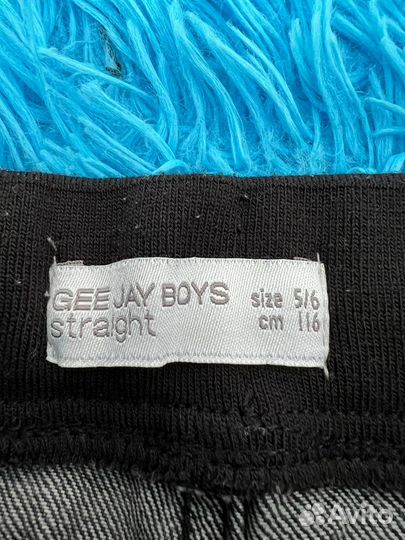 GEE JAY BOYS size 5/6
straight cm 116
Avito